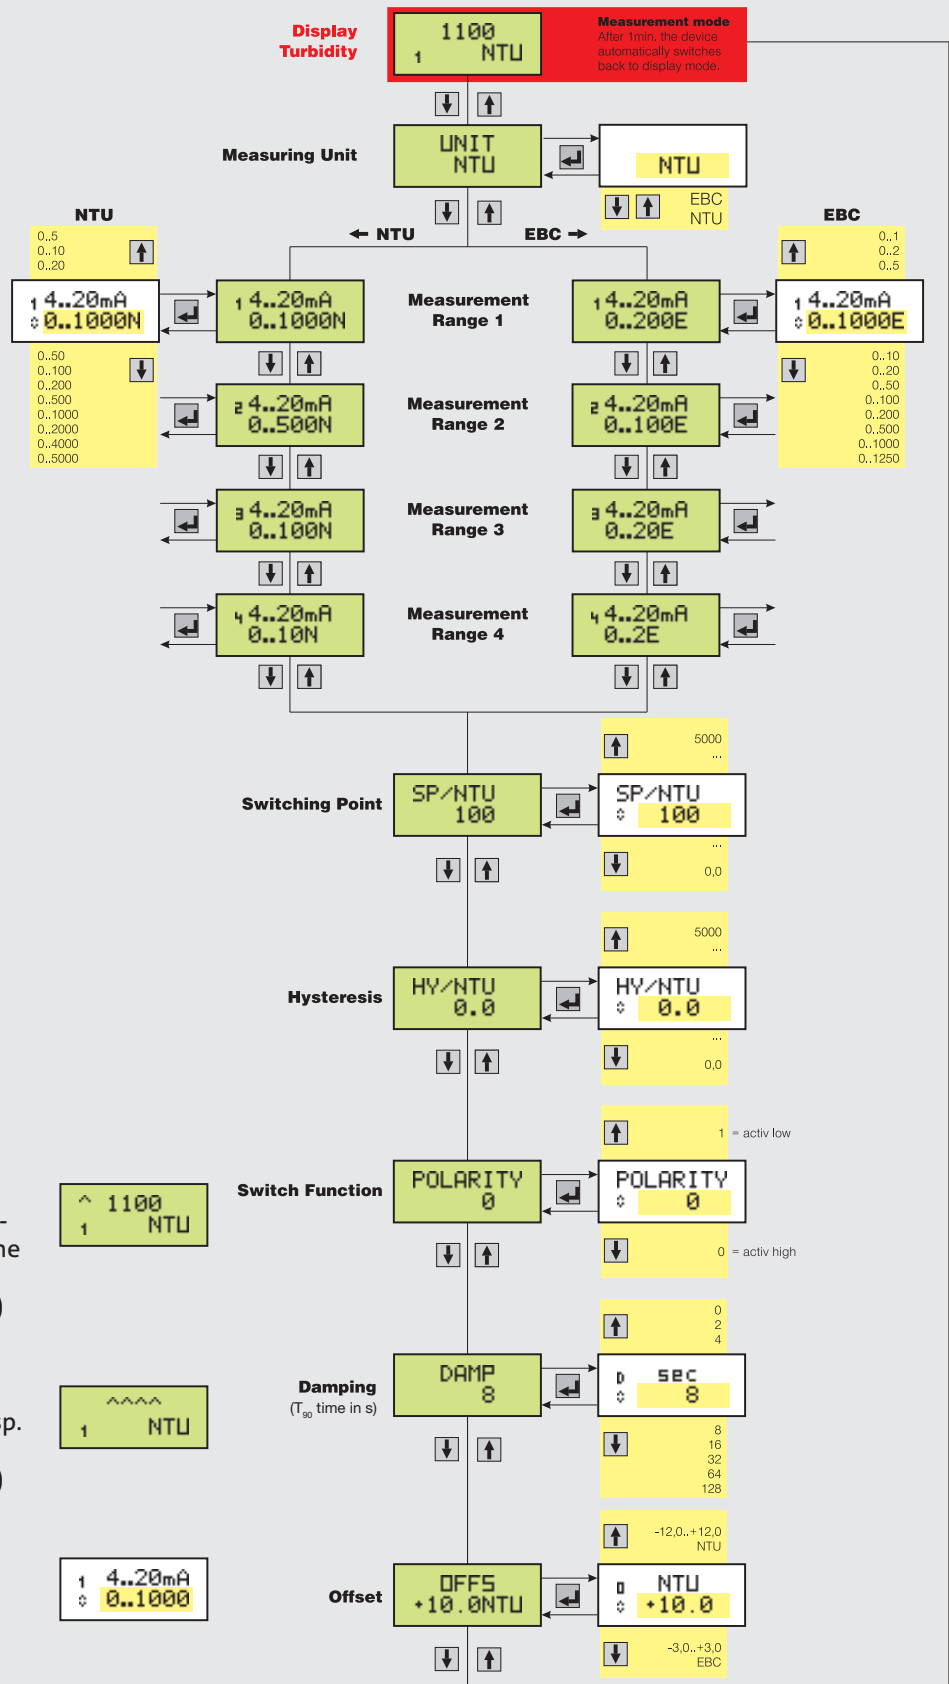 Display
Turbidity
1100
1 NTU
Measurement mode
After 1min. the device
automatically switches
back to display mode.
Measuring Unit
UNIT
NTU
NTU
EBC
NTU
NTU
← NTU
EBC →
EBC
0..5
0..10
0..20
1 4..20mA
0..1000N
0..50
0..100
0..200
0..500
0..1000
0..2000
0..4000
0..5000
1 4..20mA
0..1000N
Measurement
Range 1
1 4..20mA
0..200E
0..1
0..2
0..5
1 4..20mA
0..1000E
0..10
0..20
0..50
0..100
0..200
0..500
0..1000
0..1250
2 4..20mA
0..500N
Measurement
Range 2
2 4..20mA
0..100E
3 4..20mA
0..100N
Measurement
Range 3
3 4..20mA
0..20E
4 4..20mA
0..10N
Measurement
Range 4
4 4..20mA
0..2E
Switching Point
SP/NTU
100
5000
...
SP/NTU
100
...
0,0
Hysteresis
HY/NTU
0.0
5000
...
HY/NTU
0.0
...
0,0
Switch Function
POLARITY
0
1 = activ low
POLARITY
0
0 = activ high
^ 1100
1 NTU
-
ne
)
Damping
(T90 time in s)
DAMP
8
0
2
4
D sec
8
8
16
32
64
128
^^^^
1 NTU
sp.
)
Offset
OFFS
+10.0NTU
-12,0..+12,0
NTU
O NTU
+10.0
-3,0..+3,0
EBC
1 4..20mA
0..1000